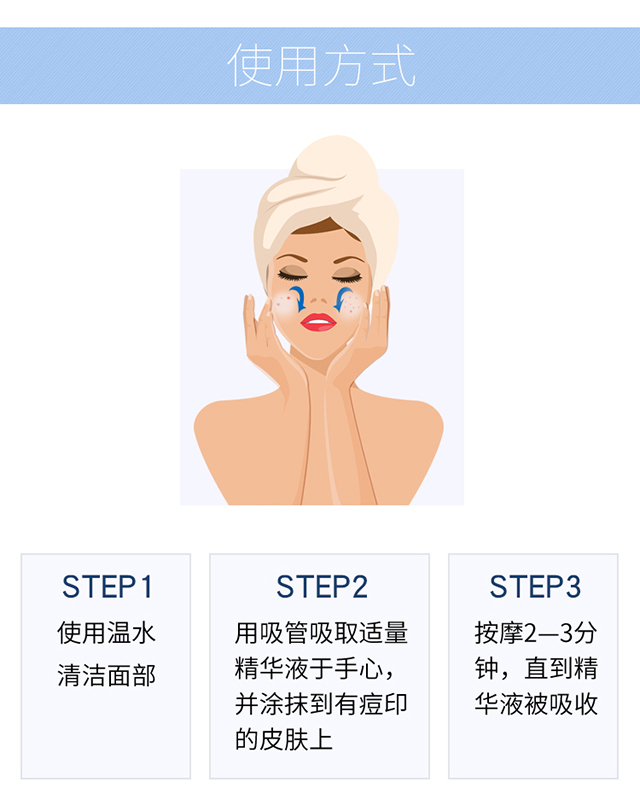 使用方式
STEP1
使用温水
清洁面部
STEP2
用吸管吸取适量
精华液于手心，
并涂抹到有痘印
的皮肤上
STEP3
按摩2—3分
钟，直到精
华液被吸收